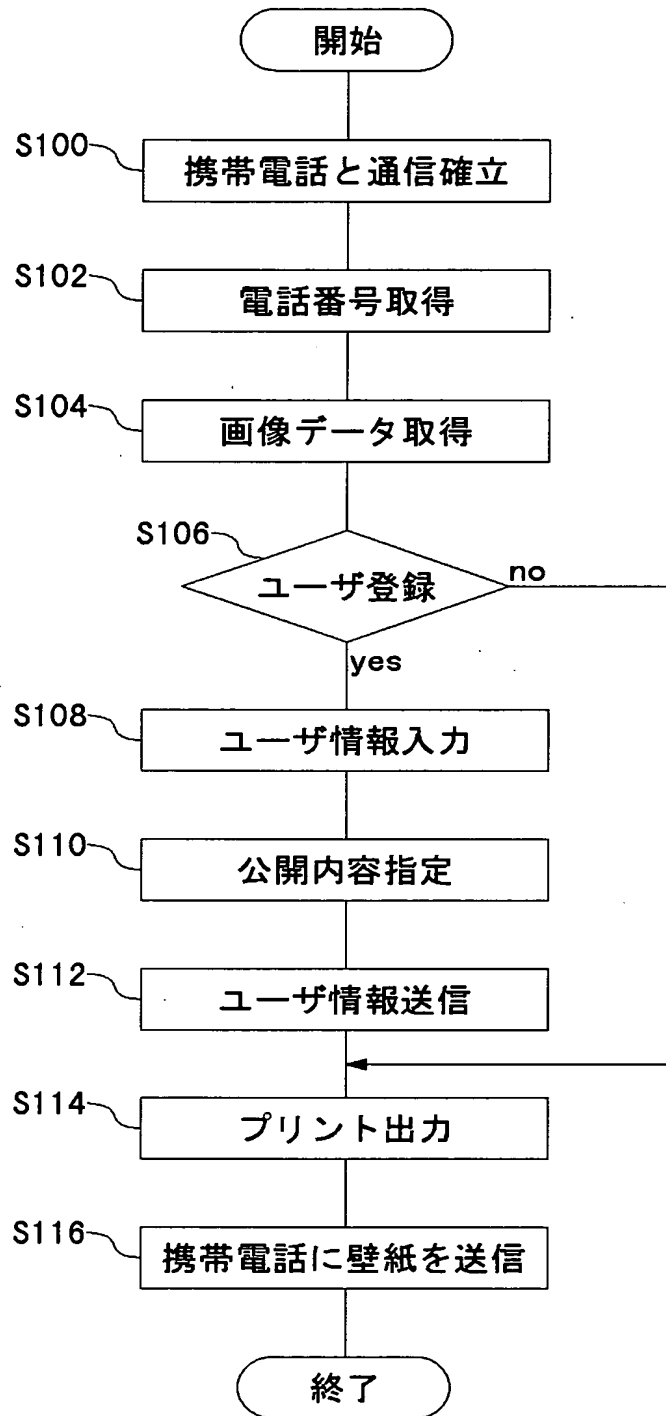 開始
S100
携帯電話と通信確立
S102
電話番号取得
S104
画像データ取得
S106
ユーザ登録
no
yes
S108
ユーザ情報入力
S110
公開内容指定
S112
ユーザ情報送信
S114
プリント出力
S116
携帯電話に壁紙を送信
終了